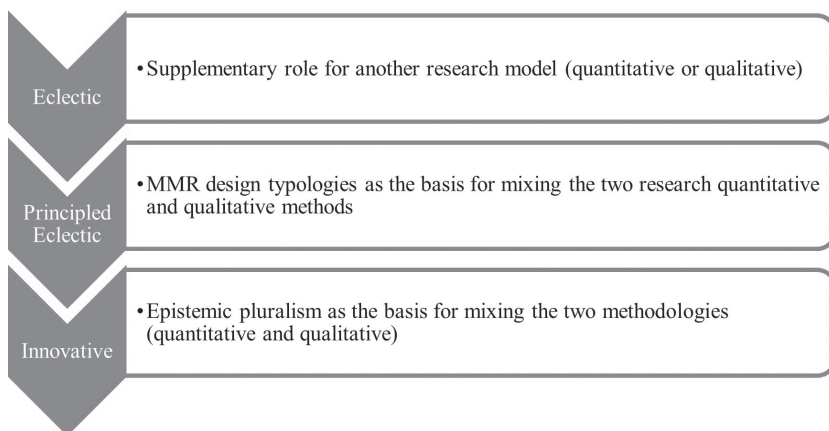 Eclectic
•Supplementary role for another research model (quantitative or qualitative)
Principled
Eclectic
•MMR design typologies as the basis for mixing the two research quantitative
and qualitative methods
Innovative
•Epistemic pluralism as the basis for mixing the two methodologies
(quantitative and qualitative)